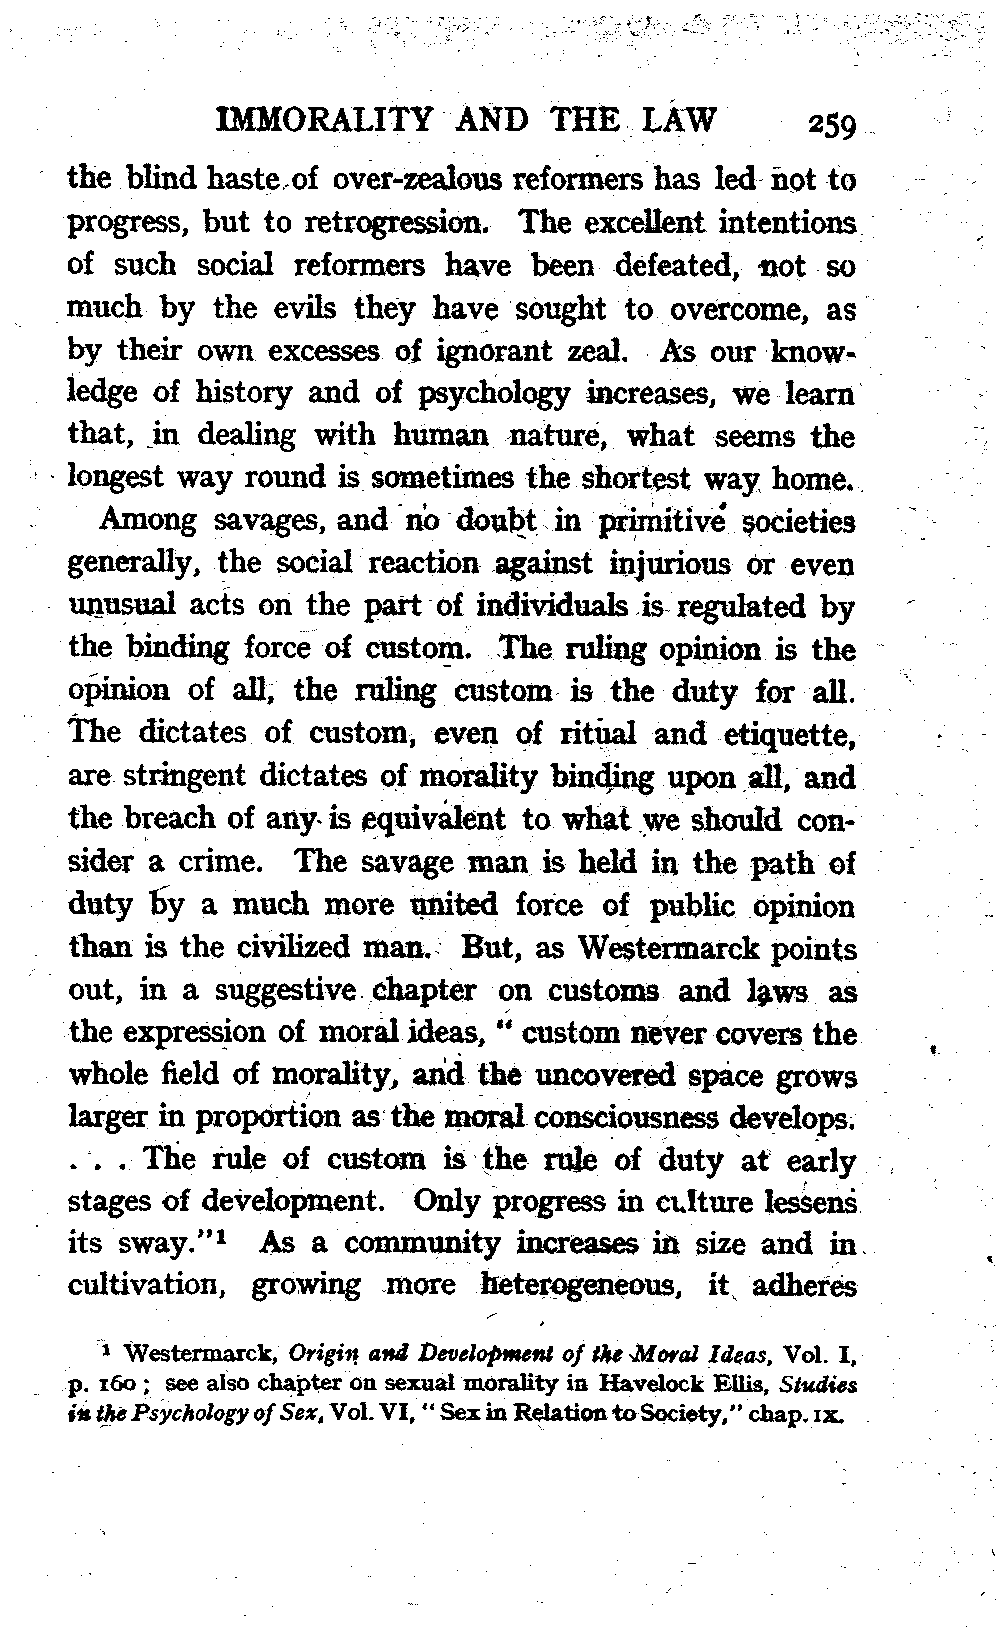 IMMORALITY AND THE LAW 259
the blind haste of over-zealous reformers has led not to
progress, but to retrogression. The excellent intentions
of such social reformers have been defeated, not so
much by the evils they have sought to overcome, as
by their own excesses of ignorant zeal. As our know-
ledge of history and of psychology increases, we learn
that, in dealing with human nature, what seems the
longest way round is sometimes the shortest way home.
Among savages, and no doubt in primitive societies
generally, the social reaction against injurious or even
unusual acts on the part of individuals is regulated by
the binding force of custom. The ruling opinion is the
opinion of all, the ruling custom is the duty for all.
The dictates of custom, even of ritual and etiquette,
are stringent dictates of morality binding upon all, and
the breach of any is equivalent to what we should con-
sider a crime. The savage man is held in the path of
duty by a much more united force of public opinion
than is the civilized man. But, as Westermarck points
out, in a suggestive chapter on customs and laws as
the expression of moral ideas, " custom never covers the
whole field of morality, and the uncovered space grows
larger in proportion as the moral consciousness develops.
. . . The rule of custom is the rule of duty at early
stages of development. Only progress in culture lessens
its sway."¹ As a community increases in size and in
cultivation, growing more heterogeneous, it adheres
¹ Westermarck, Origin and Development of the Moral Ideas, Vol. I,
p. 160 ; see also chapter on sexual morality in Havelock Ellis, Studies
in the Psychology of Sex, Vol. VI, " Sex in Relation to Society," chap. IX.